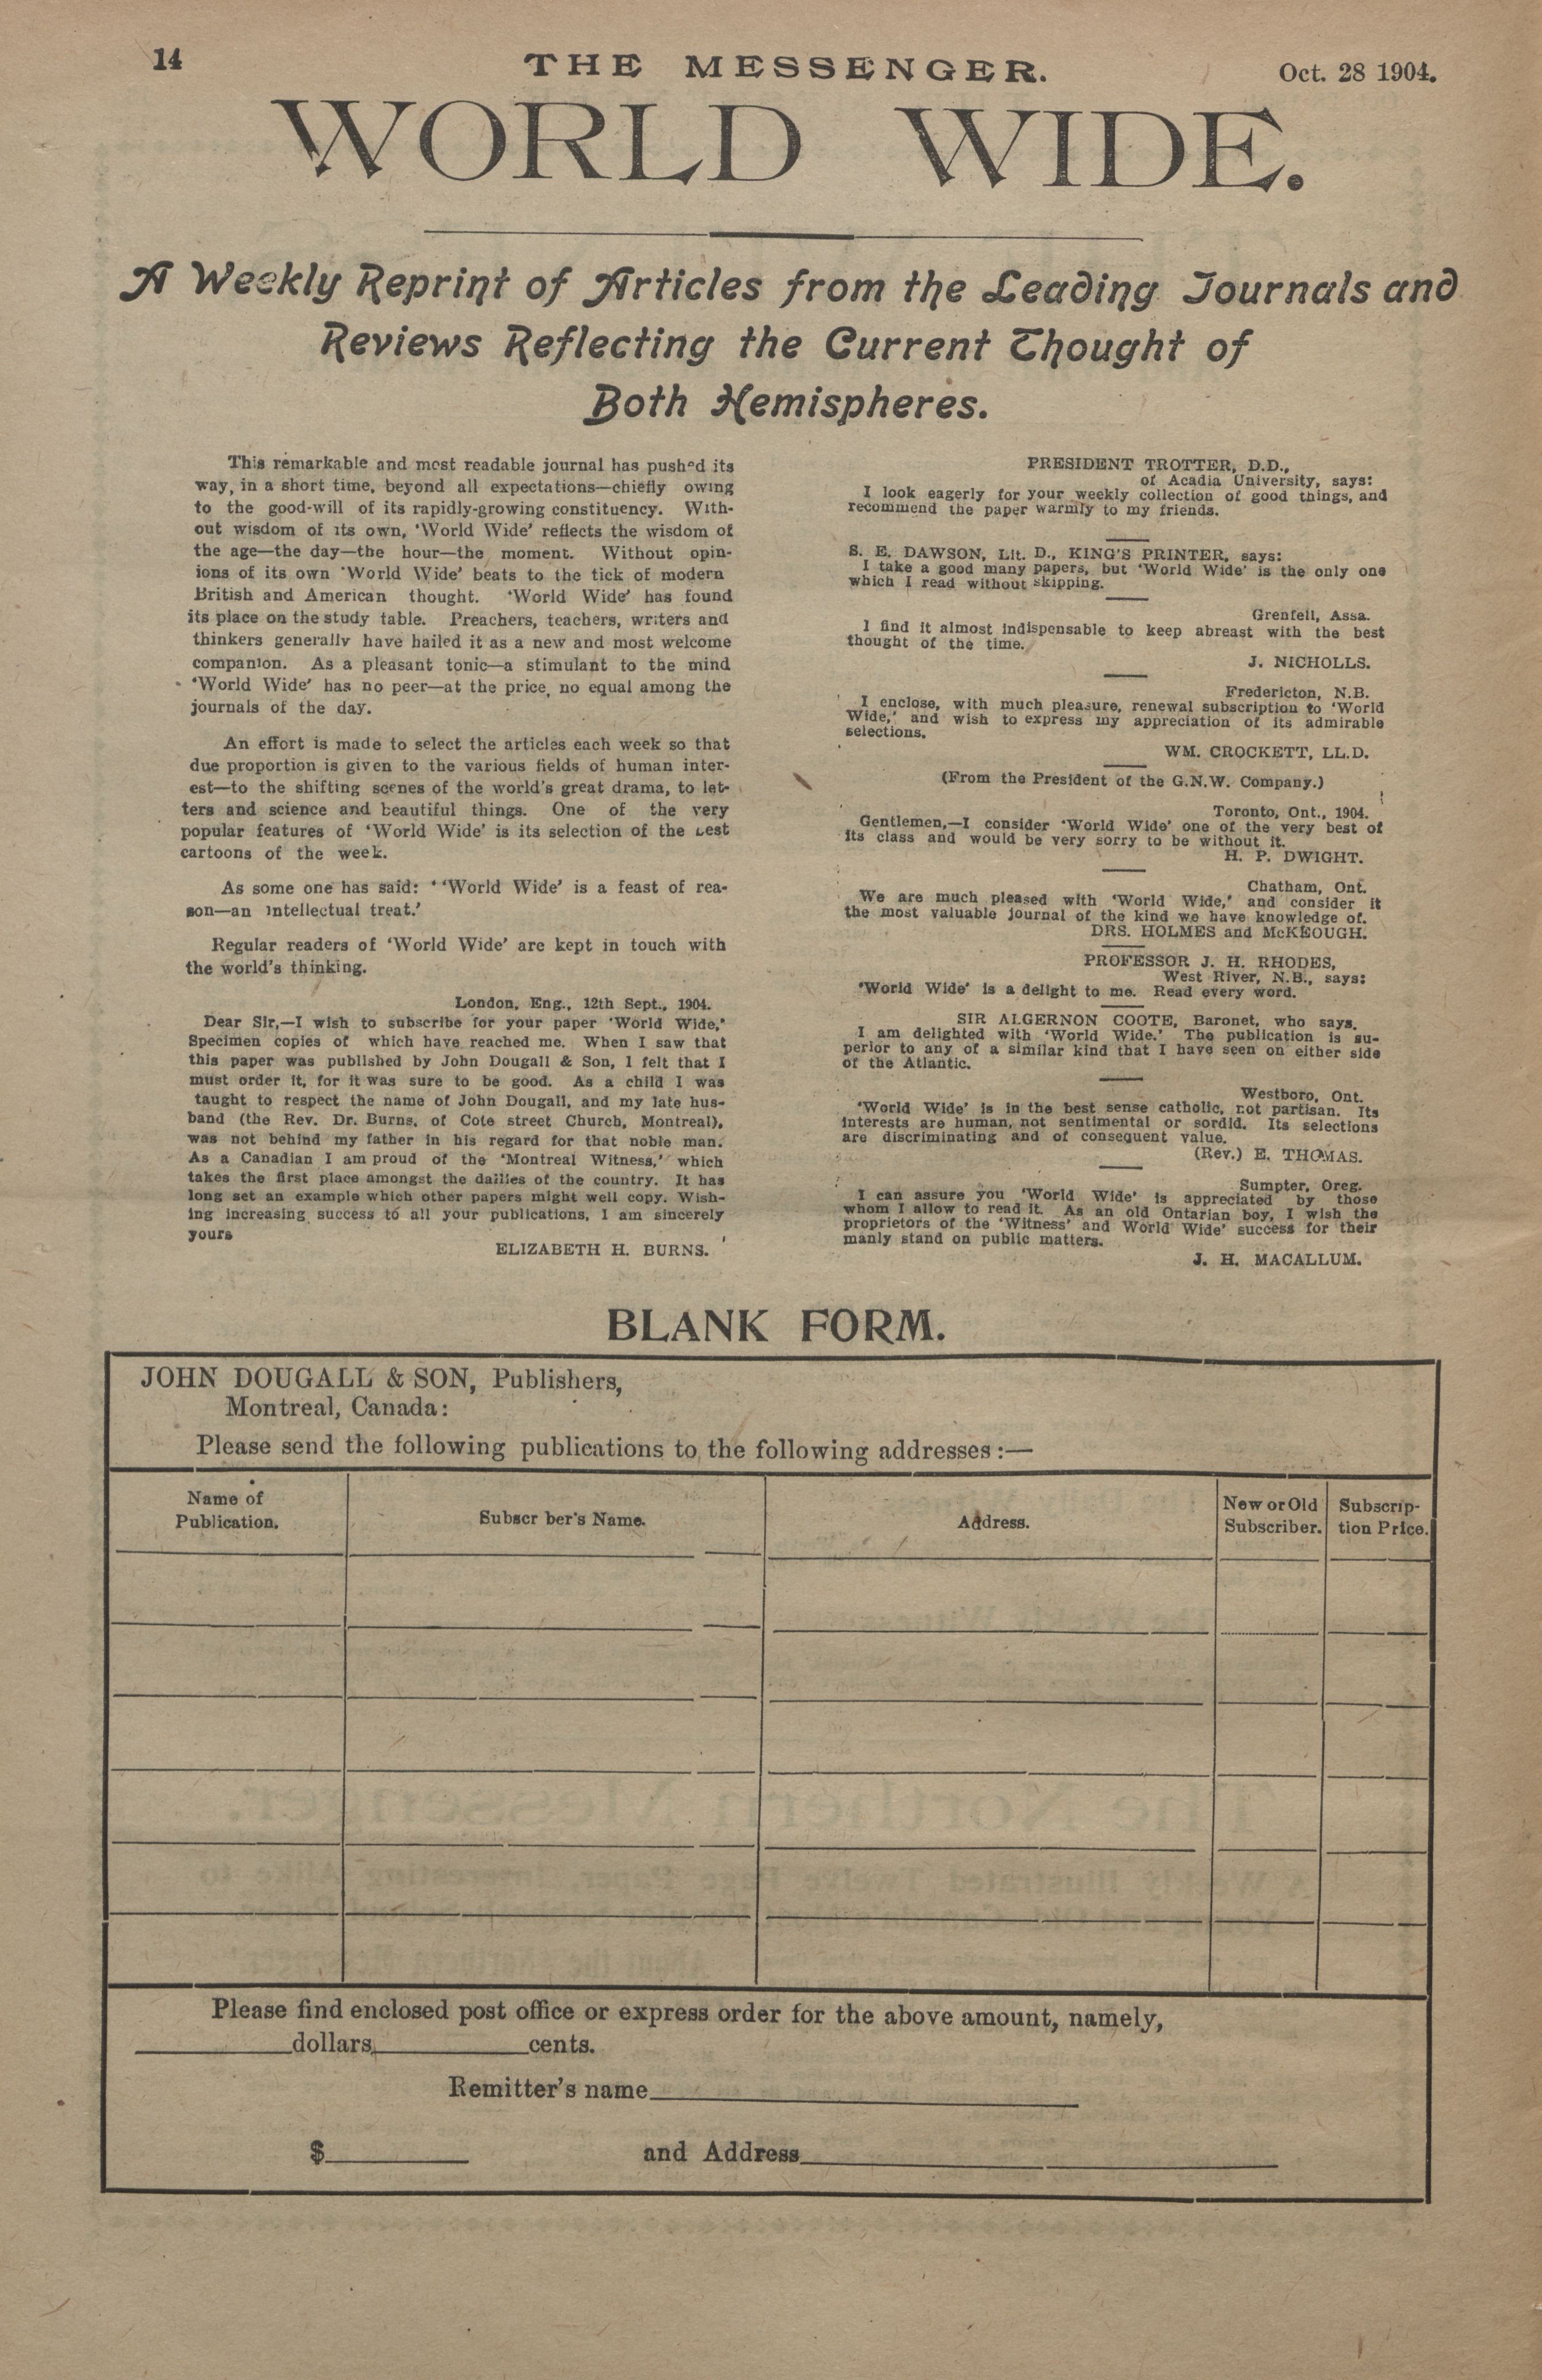 14
THE MESSENGER.
Oct. 28 1904.
WORLD WIDE.
A Weekly Reprint of Articles from the Leading Journals and
Reviews Reflecting the Current Thought of
Both Hemispheres.
This remarkable and most readable journal has pushed its
way, in a short time, beyond all expectations—chiefly owing
to the good-will of its rapidly-growing constituency. With-
out wisdom of its own, 'World Wide' reflects the wisdom of
the age—the day—the hour—the moment. Without opin-
ions of its own 'World Wide' beats to the tick of modern
British and American thought. 'World Wide' has found
its place on the study table. Preachers, teachers, writers and
thinkers generally have hailed it as a new and most welcome
companion. As a pleasant tonic—a stimulant to the mind
'World Wide' has no peer—at the price, no equal among the
journals of the day.
An effort is made to select the articles each week so that
due proportion is given to the various fields of human inter-
est—to the shifting scenes of the world's great drama, to let-
ters and science and beautiful things. One of the very
popular features of 'World Wide' is its selection of the best
cartoons of the week.
As some one has said: ''World Wide' is a feast of rea-
son—an intellectual treat.'
Regular readers of 'World Wide' are kept in touch with
the world's thinking.
London, Eng., 12th Sept., 1904.
Dear Sir,—I wish to subscribe for your paper 'World Wide,'
Specimen copies of which have reached me. When I saw that
this paper was published by John Dougall & Son, I felt that I
must order it, for it was sure to be good. As a child I was
taught to respect the name of John Dougall, and my late hus-
band (the Rev. Dr. Burns, of Cote street Church, Montreal),
was not behind my father in his regard for that noble man.
As a Canadian I am proud of the 'Montreal Witness,' which
takes the first place amongst the dailies of the country. It has
long set an example which other papers might well copy. Wish-
ing increasing success to all your publications, I am sincerely
yours
ELIZABETH H. BURNS.
PRESIDENT TROTTER, D.D.,
of Acadia University, says:
I look eagerly for your weekly collection of good things, and
recommend the paper warmly to my friends.
S. E. DAWSON, Lit. D., KING'S PRINTER, says:
I take a good many papers, but 'World Wide' is the only one
which I read without skipping.
Grenfell, Assa.
I find it almost indispensable to keep abreast with the best
thought of the time.
J. NICHOLLS.
Fredericton, N.B.
I enclose, with much pleasure, renewal subscription to 'World
Wide,' and wish to express my appreciation of its admirable
selections.
WM. CROCKETT, LL.D.
(From the President of the G.N.W. Company.)
Toronto, Ont., 1904.
Gentlemen,—I consider 'World Wide' one of the very best of
its class and would be very sorry to be without it.
H. P. DWIGHT.
Chatham, Ont.
We are much pleased with 'World Wide,' and consider it
the most valuable journal of the kind we have knowledge of.
DRS. HOLMES and McKEOUGH.
PROFESSOR J. H. RHODES,
West River, N.B., says:
'World Wide' is a delight to me. Read every word.
SIR ALGERNON COOTE, Baronet, who says.
I am delighted with 'World Wide.' The publication is su-
perior to any of a similar kind that I have seen on either side
of the Atlantic.
Westboro, Ont.
'World Wide' is in the best sense catholic, not partisan. Its
interests are human, not sentimental or sordid. Its selections
are discriminating and of consequent value.
(Rev.) E. THOMAS.
Sumpter, Oreg.
I can assure you 'World Wide' is appreciated by those
whom I allow to read it. As an old Ontarian boy, I wish the
proprietors of the 'Witness' and World Wide' success for their
manly stand on public matters.
J. H. MACALLUM.
BLANK FORM.
JOHN DOUGALL & SON, Publishers,
Montreal, Canada:
Please send the following publications to the following addresses:—
Name of
Publication.
Subscr ber's Name.
Address.
New or Old
Subscriber.
Subscrip-
tion Price.
Please find enclosed post office or express order for the above amount, namely,
________dollars,________cents.
Remitter's name________
$________ and Address________